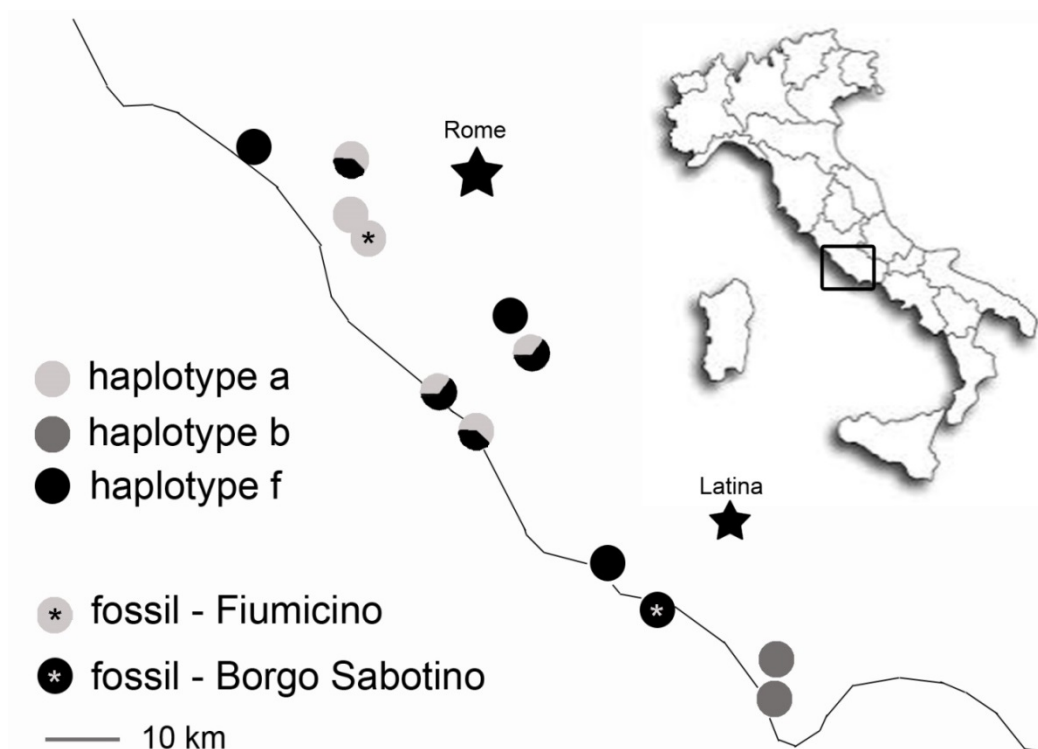 Rome
haplotype a
haplotype b
haplotype f
Latina
* fossil - Fiumicino
* fossil - Borgo Sabotino
10 km